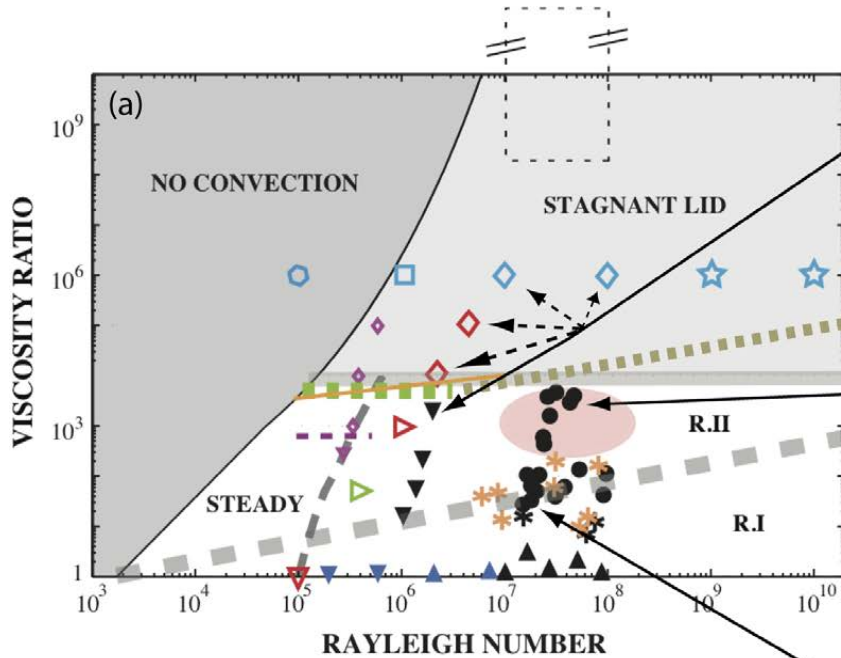 (a)
NO CONVECTION
STAGNANT LID
VISCOSITY RATIO
10⁹
10⁶
10³
1
R.II
STEADY
R.I
10³ 10⁴ 10⁵ 10⁶ 10⁷ 10⁸ 10⁹ 10¹⁰
RAYLEIGH NUMBER